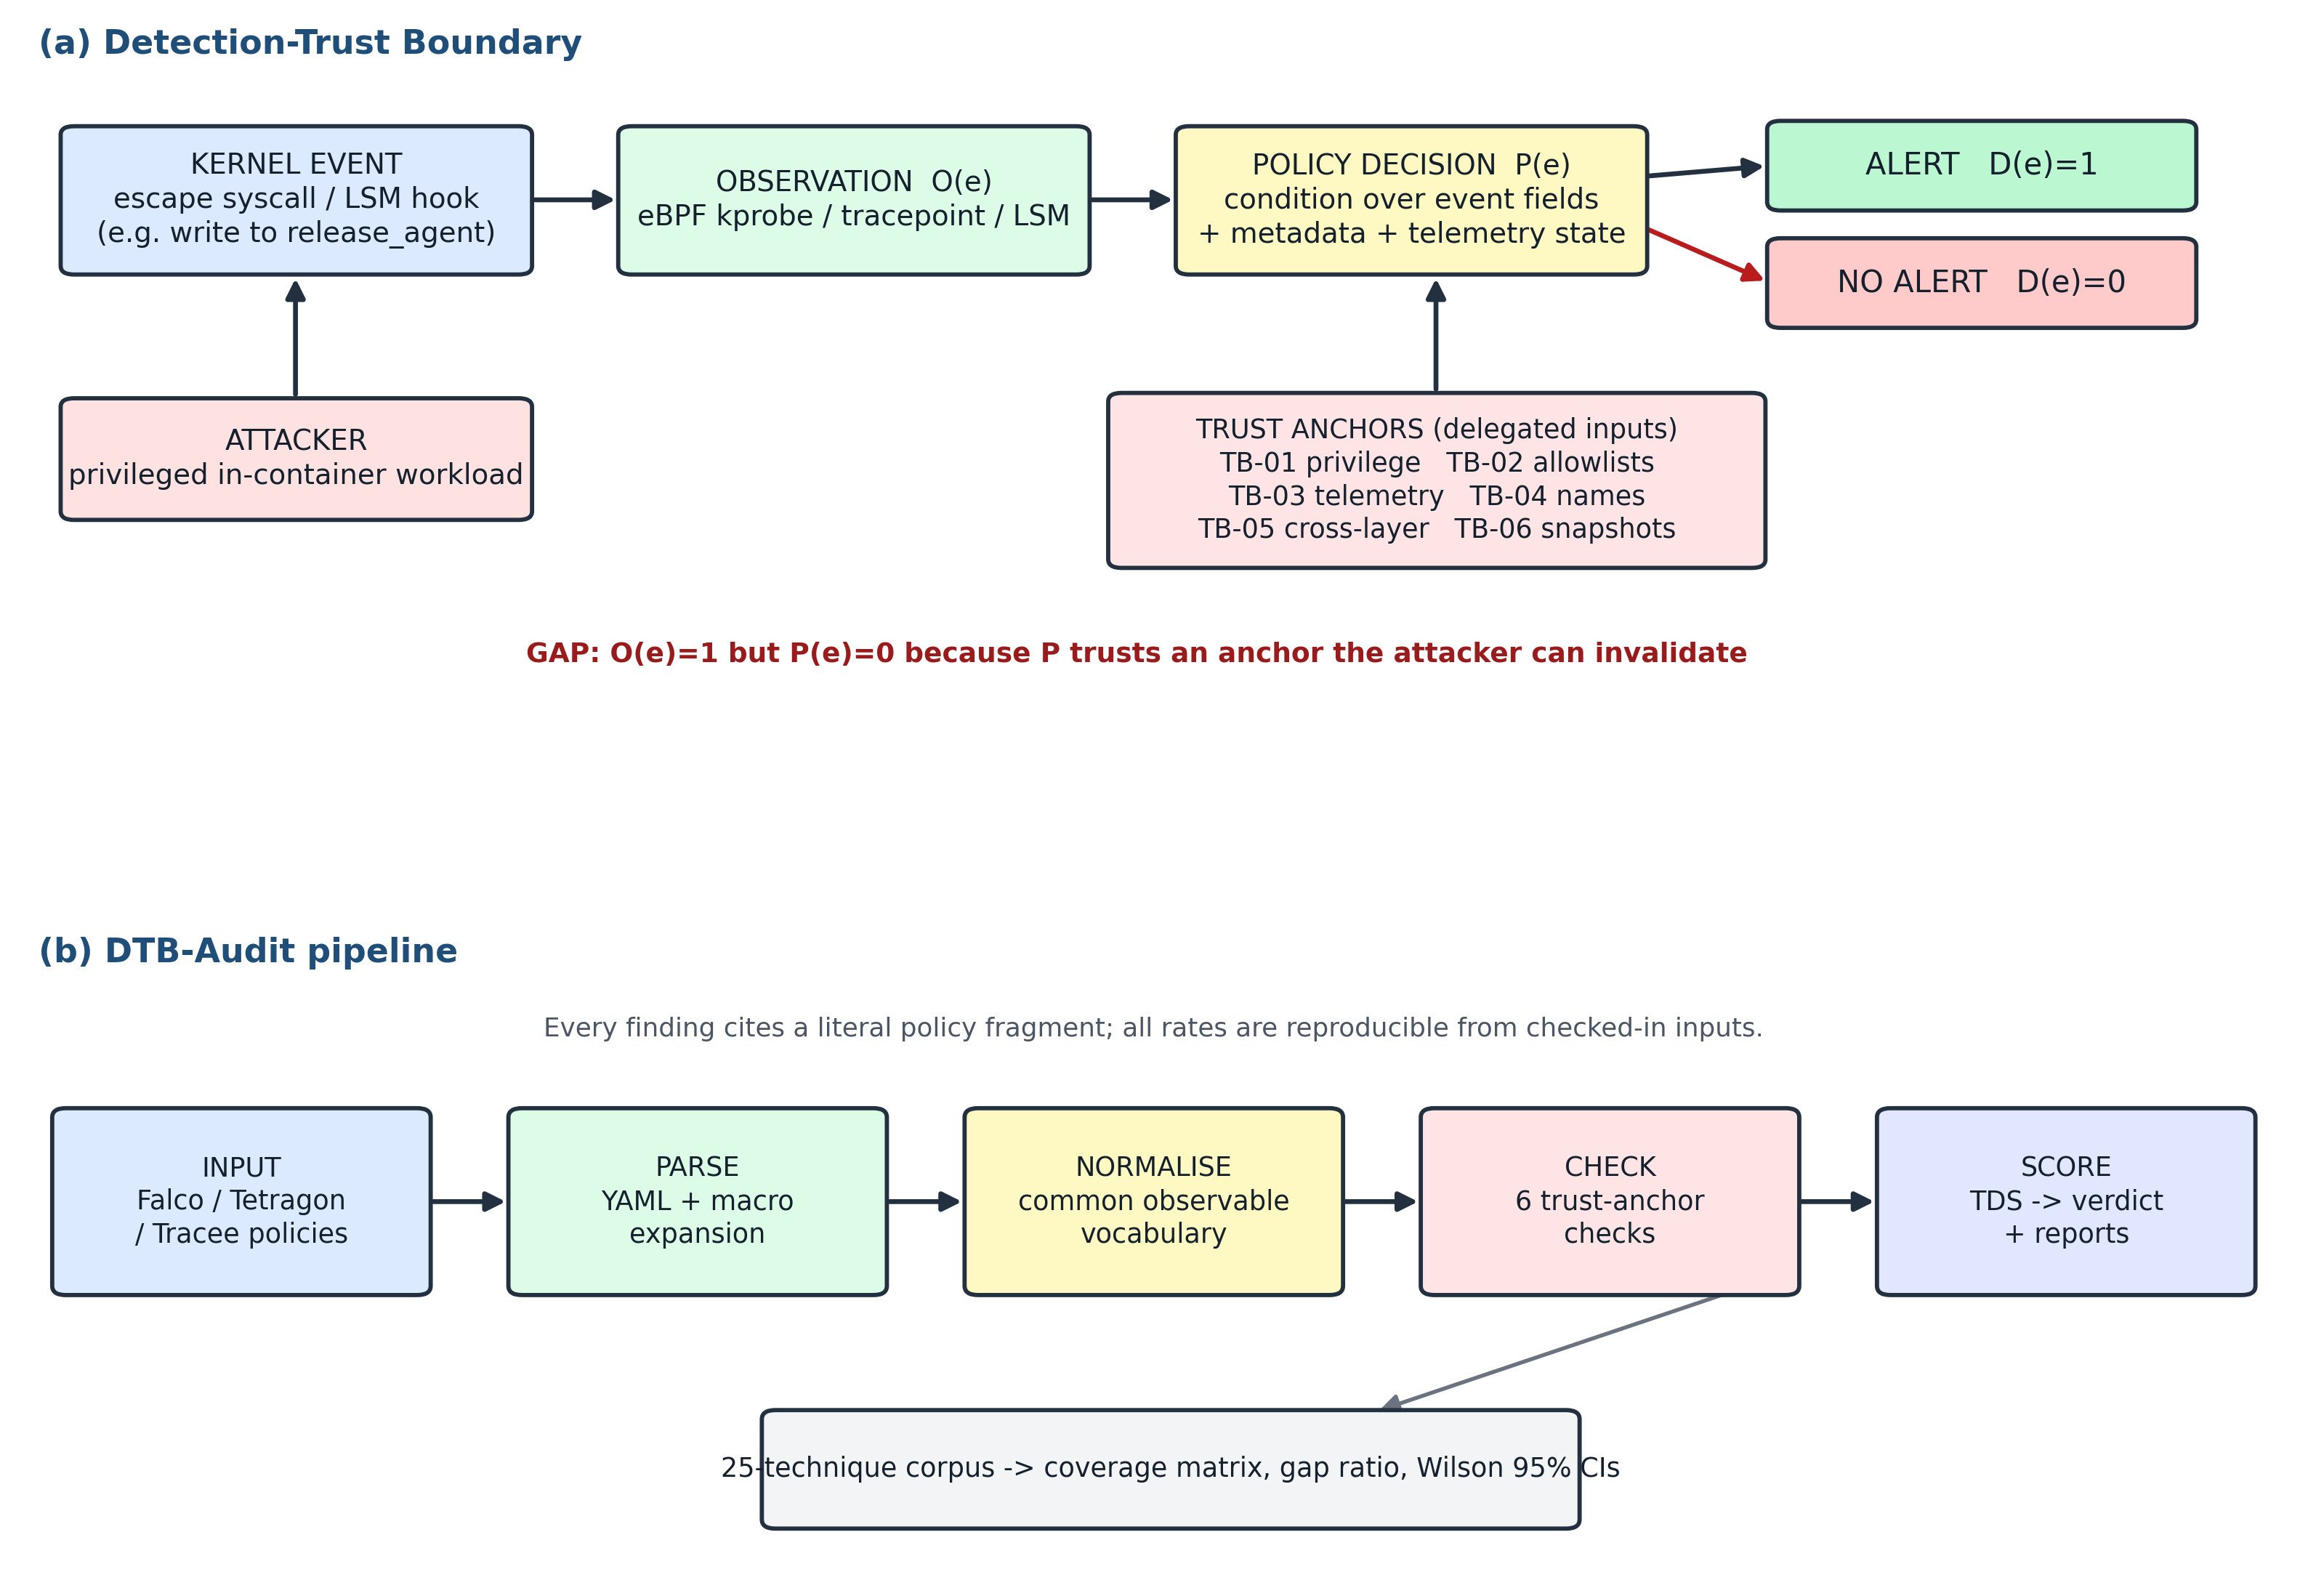 (a) Detection-Trust Boundary
KERNEL EVENT
escape syscall / LSM hook
(e.g. write to release_agent)
OBSERVATION  O(e)
eBPF kprobe / tracepoint / LSM
POLICY DECISION  P(e)
condition over event fields
+ metadata + telemetry state
ALERT   D(e)=1
NO ALERT   D(e)=0
ATTACKER
privileged in-container workload
TRUST ANCHORS (delegated inputs)
TB-01 privilege   TB-02 allowlists
TB-03 telemetry   TB-04 names
TB-05 cross-layer   TB-06 snapshots
GAP: O(e)=1 but P(e)=0 because P trusts an anchor the attacker can invalidate
(b) DTB-Audit pipeline
Every finding cites a literal policy fragment; all rates are reproducible from checked-in inputs.
INPUT
Falco / Tetragon
/ Tracee policies
PARSE
YAML + macro
expansion
NORMALISE
common observable
vocabulary
CHECK
6 trust-anchor
checks
SCORE
TDS -> verdict
+ reports
25-technique corpus -> coverage matrix, gap ratio, Wilson 95% CIs